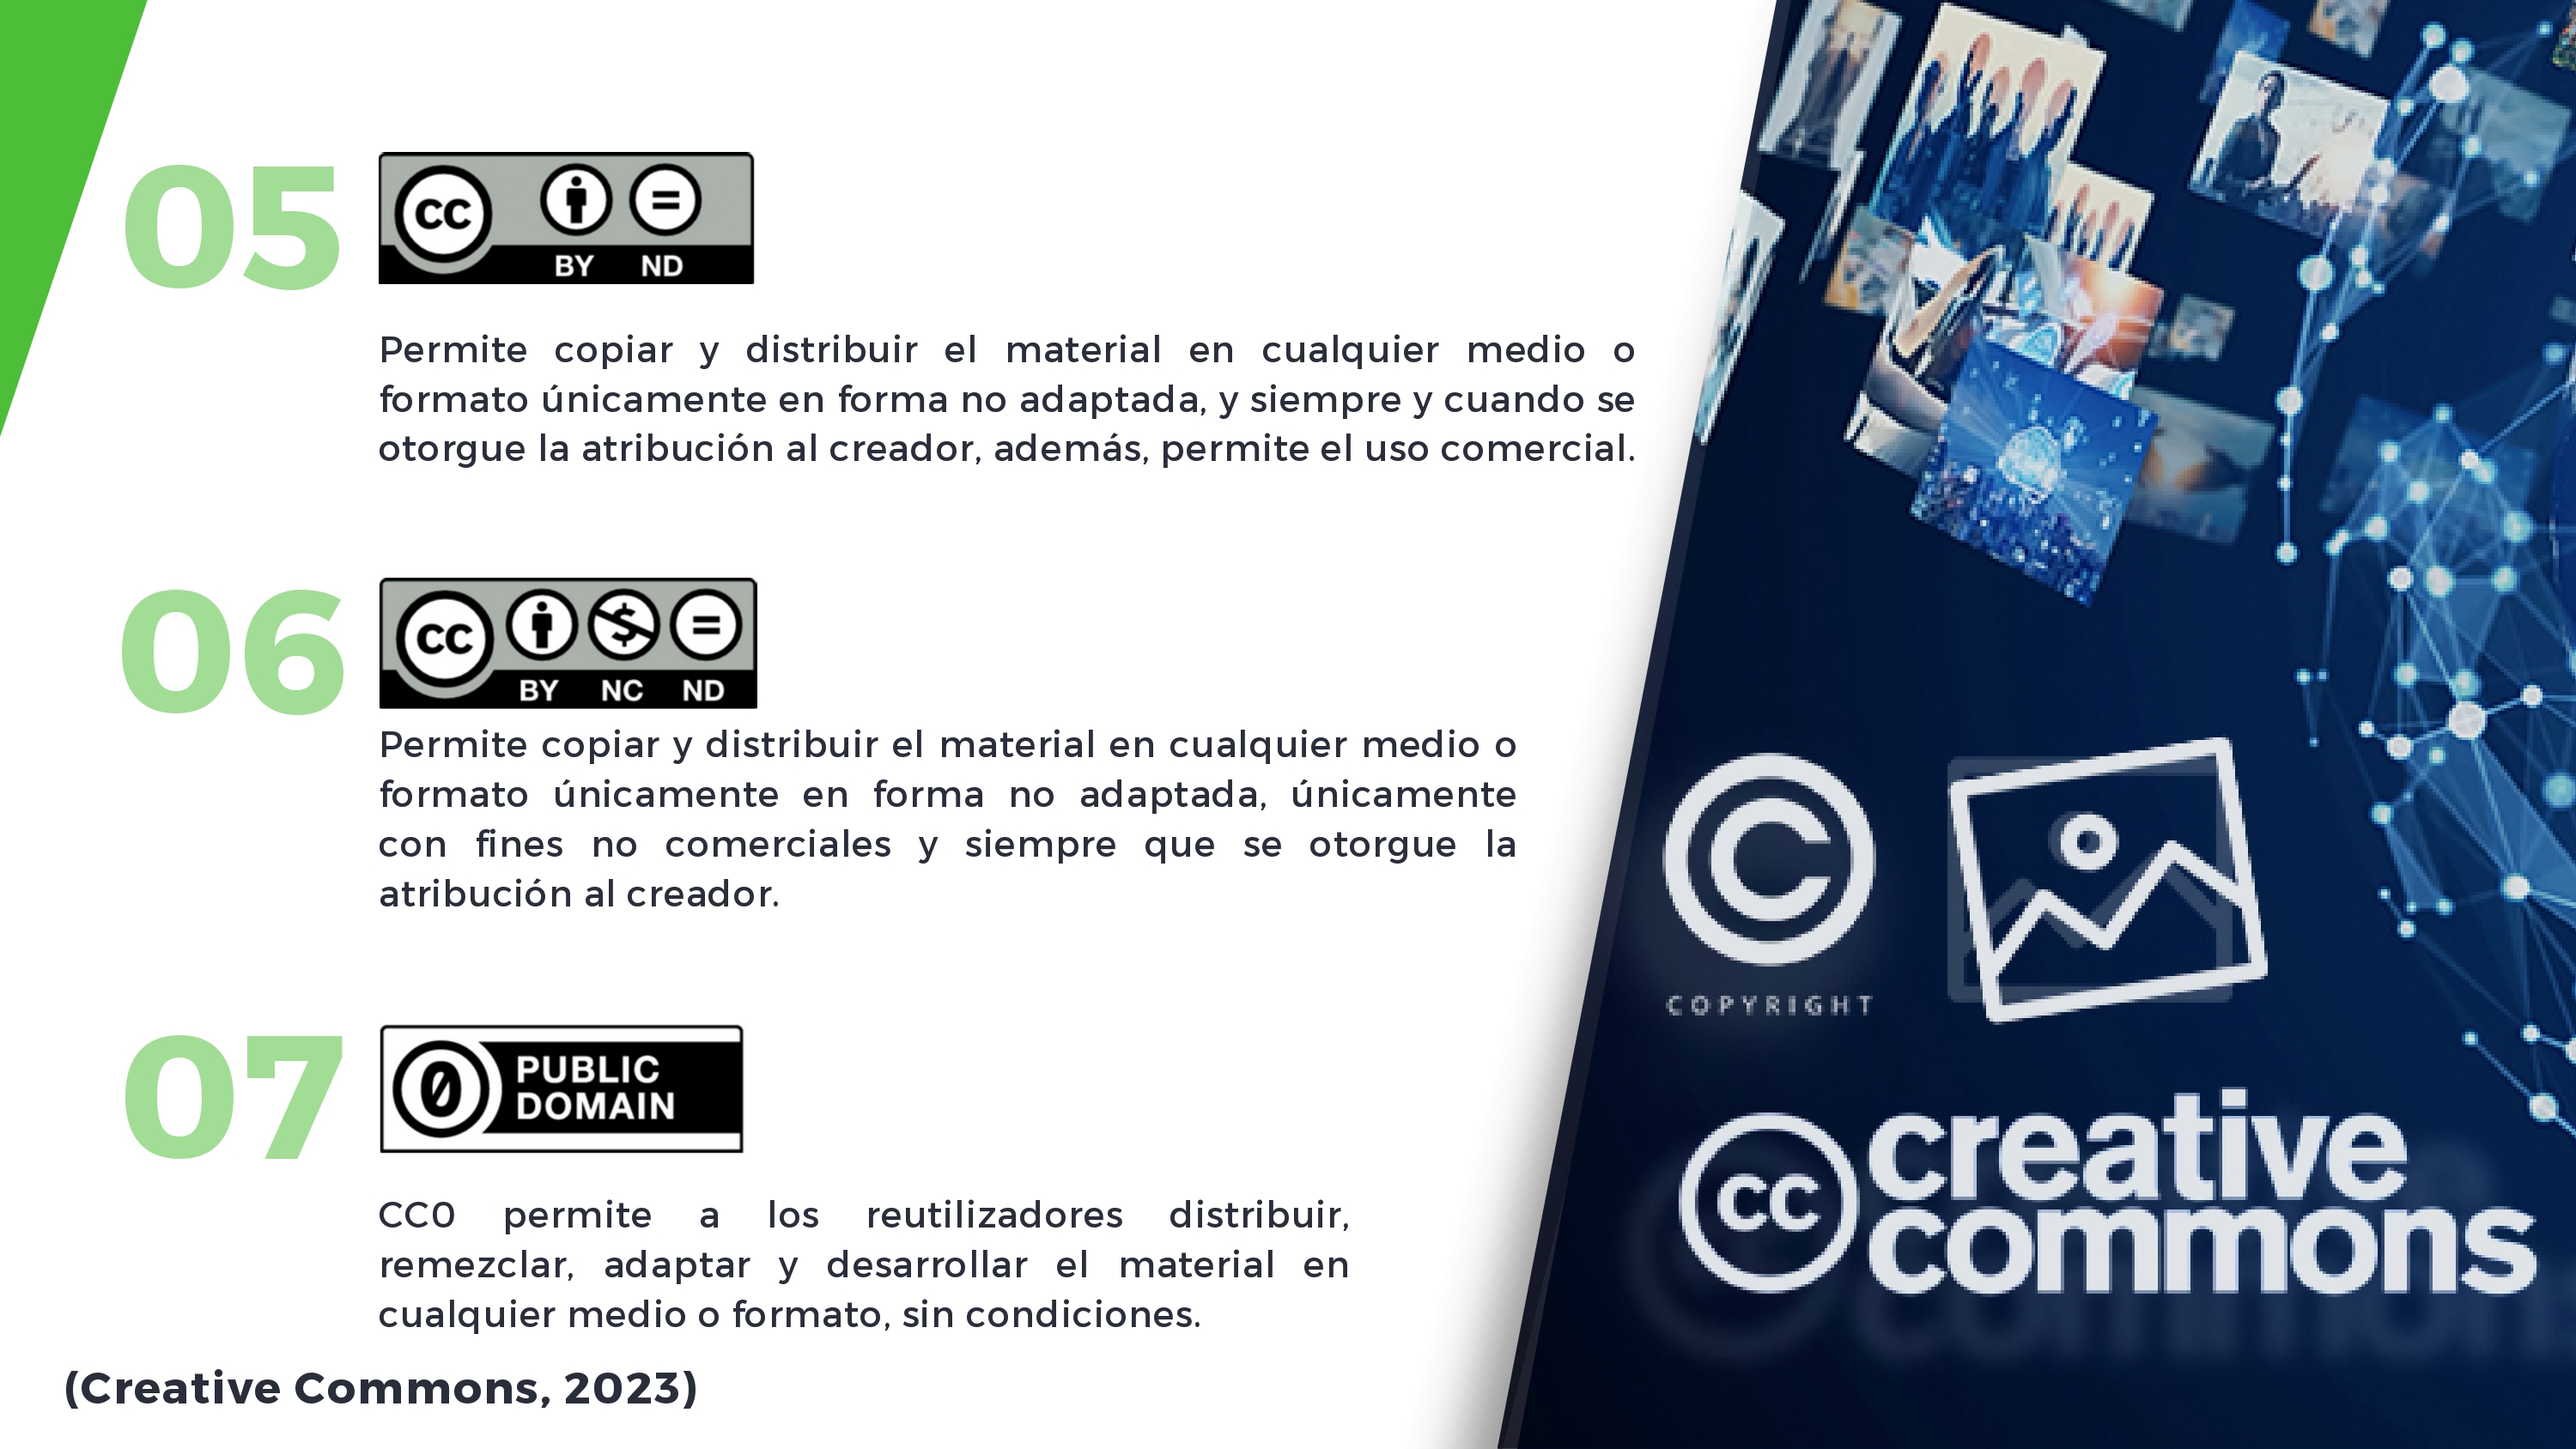 05
CC
BY ND
Permite copiar y distribuir el material en cualquier medio o
formato únicamente en forma no adaptada, y siempre y cuando se
otorgue la atribución al creador, además, permite el uso comercial.
06
CC
BY NC ND
Permite copiar y distribuir el material en cualquier medio o
formato únicamente en forma no adaptada, únicamente
con fines no comerciales y siempre que se otorgue la
atribución al creador.
07
0 PUBLIC
DOMAIN
CC0 permite a los reutilizadores distribuir,
remezclar, adaptar y desarrollar el material en
cualquier medio o formato, sin condiciones.
(Creative Commons, 2023)
C
COPYRIGHT
cc creative
commons